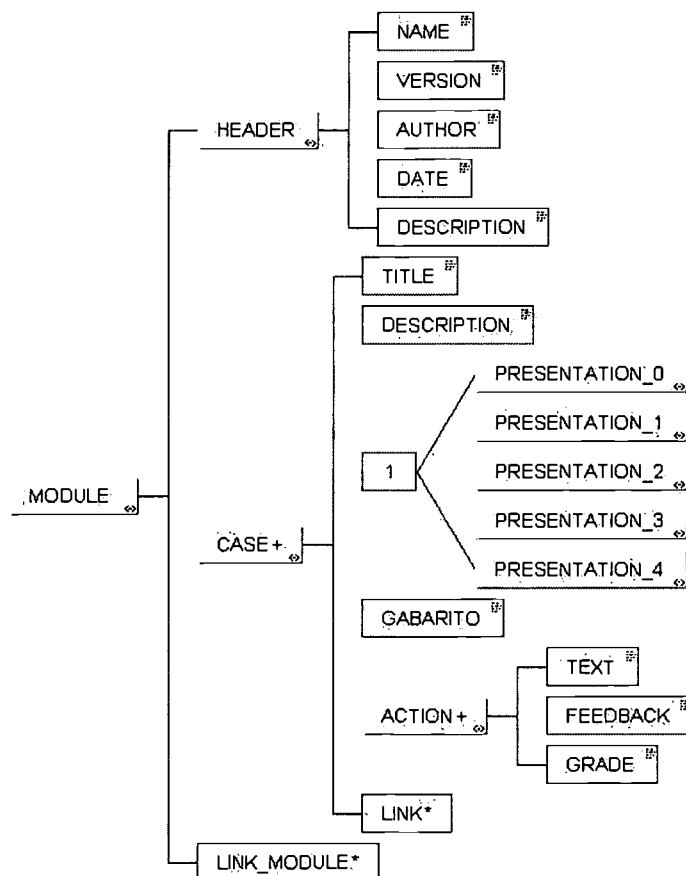 NAME
VERSION
HEADER
AUTHOR
DATE
DESCRIPTION
TITLE
DESCRIPTION
PRESENTATION_0
PRESENTATION_1
1
PRESENTATION_2
MODULE
PRESENTATION_3
CASE+
PRESENTATION_4
GABARITO
TEXT
ACTION+
FEEDBACK
GRADE
LINK*
LINK_MODULE*